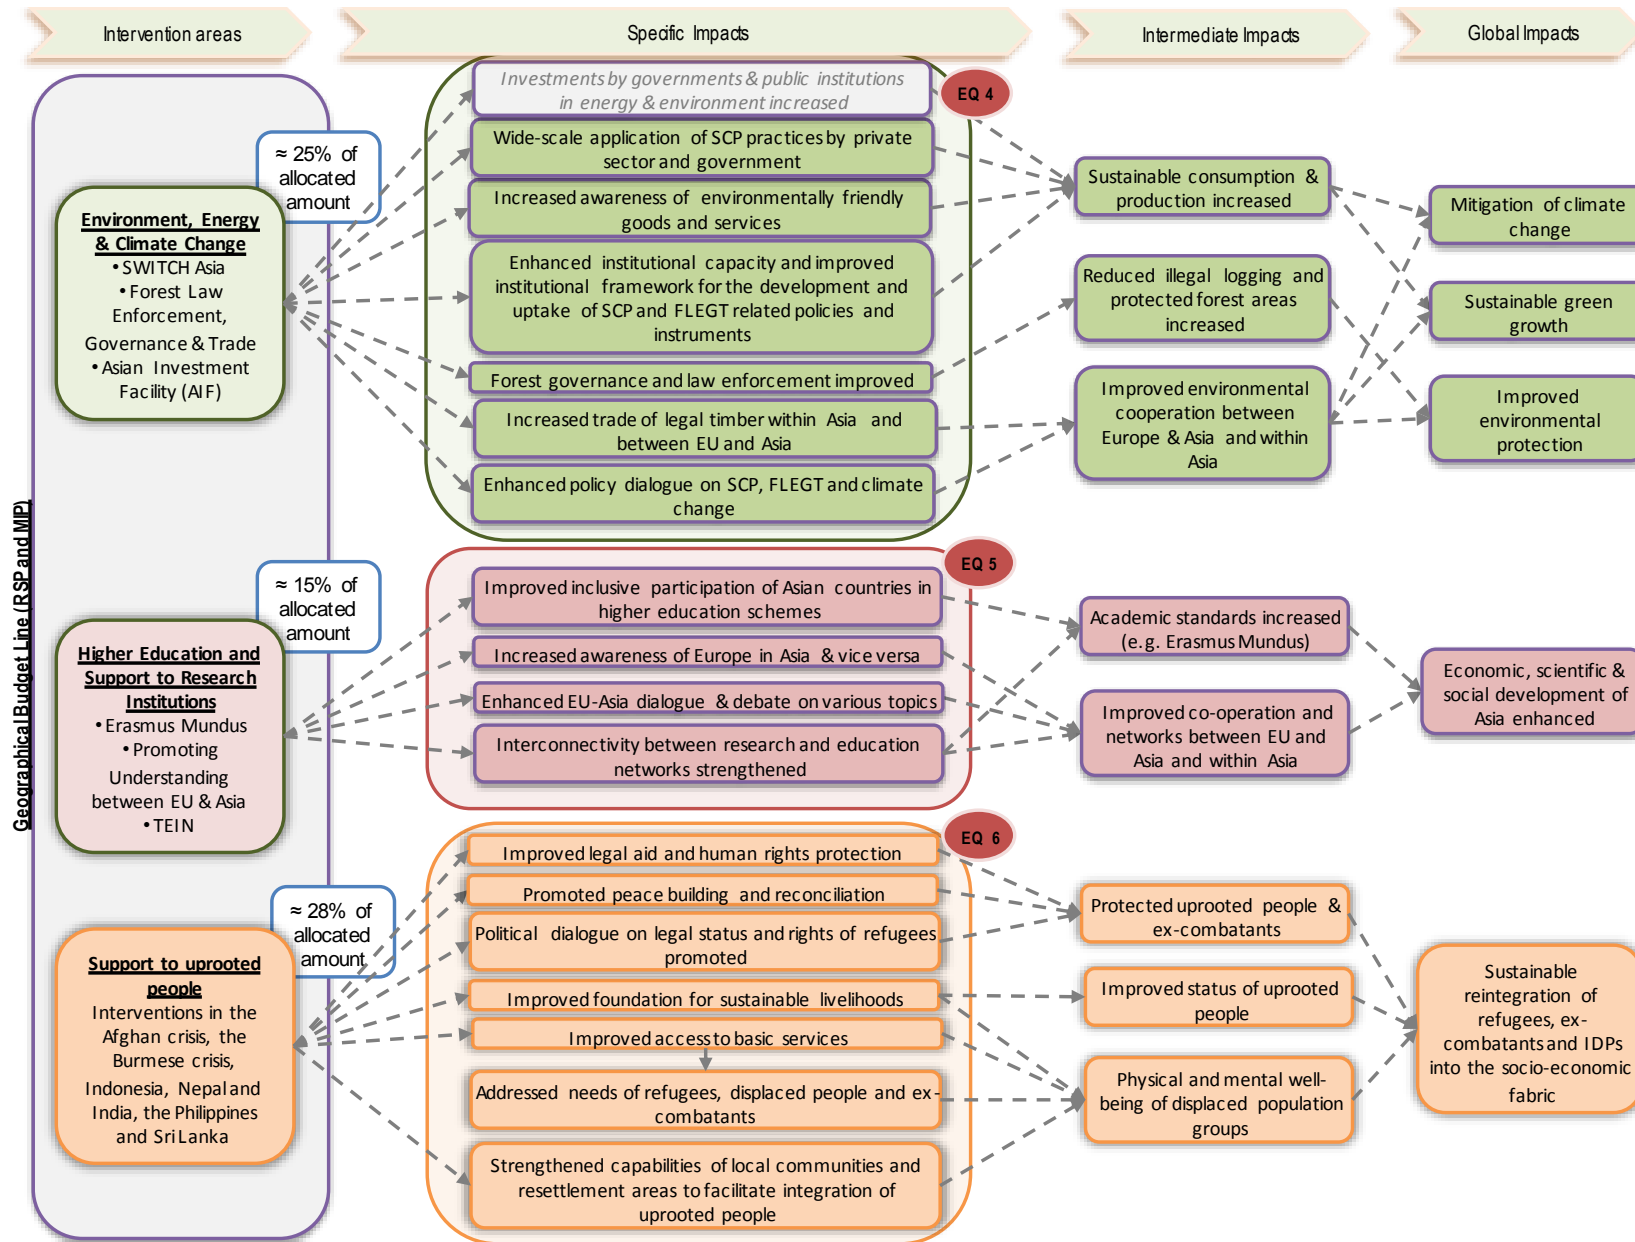 Intervention areas
Specific Impacts
Intermediate Impacts
Global Impacts
Geographical Budget Line (RSP and MIP)
≈ 25% of
allocated
amount
Environment, Energy
& Climate Change
• SWITCH Asia
• Forest Law
Enforcement,
Governance & Trade
• Asian Investment
Facility (AIF)
EQ 4
Investments by governments & public institutions
in energy & environment increased
Wide-scale application of SCP practices by private
sector and government
Increased awareness of environmentally friendly
goods and services
Enhanced institutional capacity and improved
institutional framework for the development and
uptake of SCP and FLEGT related policies and
instruments
Forest governance and law enforcement improved
Increased trade of legal timber within Asia and
between EU and Asia
Enhanced policy dialogue on SCP, FLEGT and climate
change
Sustainable consumption &
production increased
Reduced illegal logging and
protected forest areas
increased
Improved environmental
cooperation between
Europe & Asia and within
Asia
Mitigation of climate
change
Sustainable green
growth
Improved
environmental
protection
≈ 15% of
allocated
amount
Higher Education and
Support to Research
Institutions
• Erasmus Mundus
• Promoting
Understanding
between EU & Asia
• TEIN
EQ 5
Improved inclusive participation of Asian countries in
higher education schemes
Increased awareness of Europe in Asia & vice versa
Enhanced EU-Asia dialogue & debate on various topics
Interconnectivity between research and education
networks strengthened
Academic standards increased
(e.g. Erasmus Mundus)
Improved co-operation and
networks between EU and
Asia and within Asia
Economic, scientific &
social development of
Asia enhanced
≈ 28% of
allocated
amount
Support to uprooted
people
Interventions in the
Afghan crisis, the
Burmese crisis,
Indonesia, Nepal and
India, the Philippines
and Sri Lanka
EQ 6
Improved legal aid and human rights protection
Promoted peace building and reconciliation
Political dialogue on legal status and rights of refugees
promoted
Improved foundation for sustainable livelihoods
Improved access to basic services
Addressed needs of refugees, displaced people and ex-
combatants
Strengthened capabilities of local communities and
resettlement areas to facilitate integration of
uprooted people
Protected uprooted people &
ex-combatants
Improved status of uprooted
people
Physical and mental well-
being of displaced population
groups
Sustainable
reintegration of
refugees, ex-
combatants and IDPs
into the socio-economic
fabric